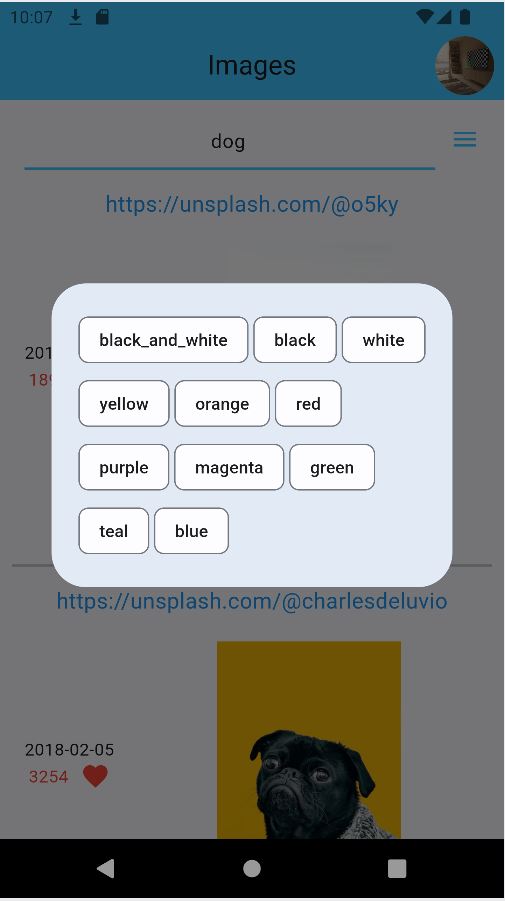 10:07
Images
dog
https://unsplash.com/@o5ky
black_and_white black white
201
yellow orange red
purple magenta green
teal blue
https://unsplash.com/@charlesdeluvio
2018-02-05
3254